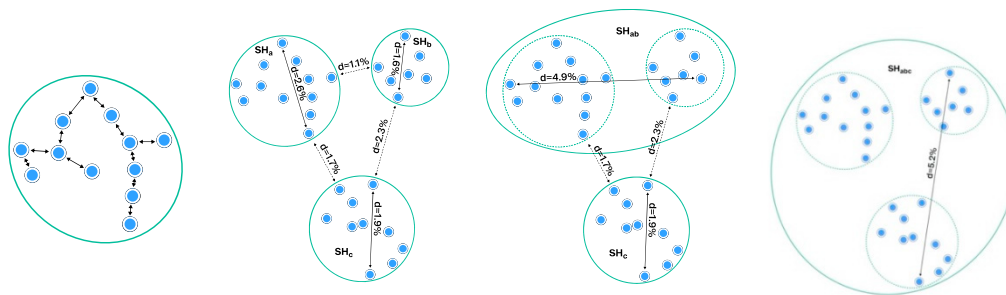 SHa
d=2.6%
d=1.1%
SHb
d=1.6%
d=1.7%
d=2.3%
SHc
d=1.9%
SHab
d=4.9%
d=1.7%
d=2.3%
SHc
d=1.9%
SHabc
d=5.2%